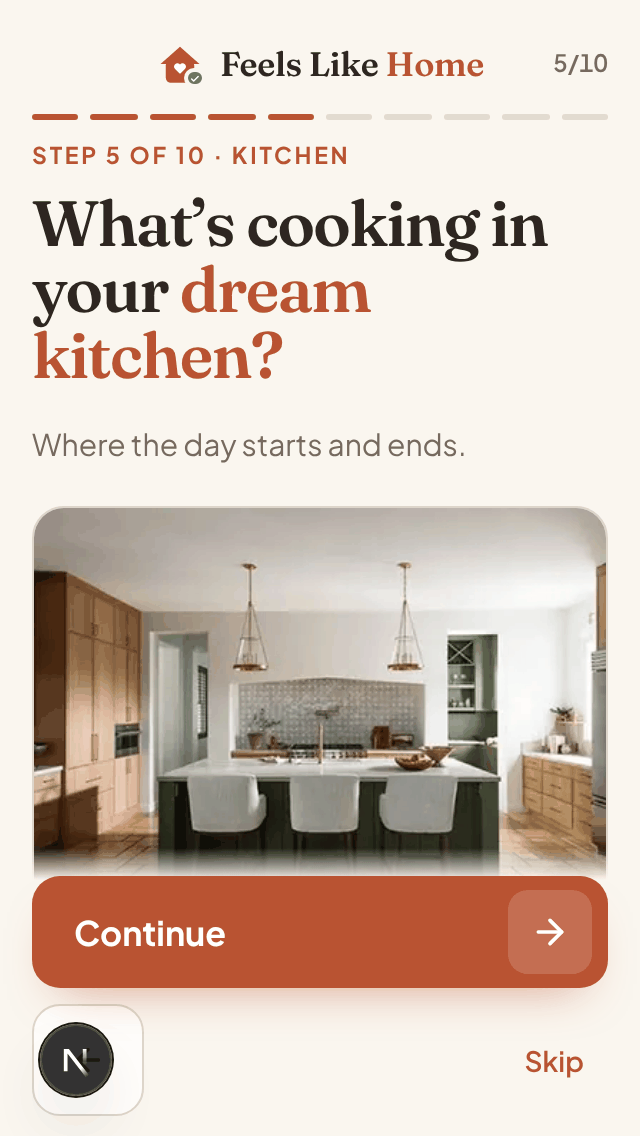 Feels Like Home
5/10
STEP 5 OF 10 · KITCHEN
What’s cooking in
your dream
kitchen?
Where the day starts and ends.
Continue
N
Skip